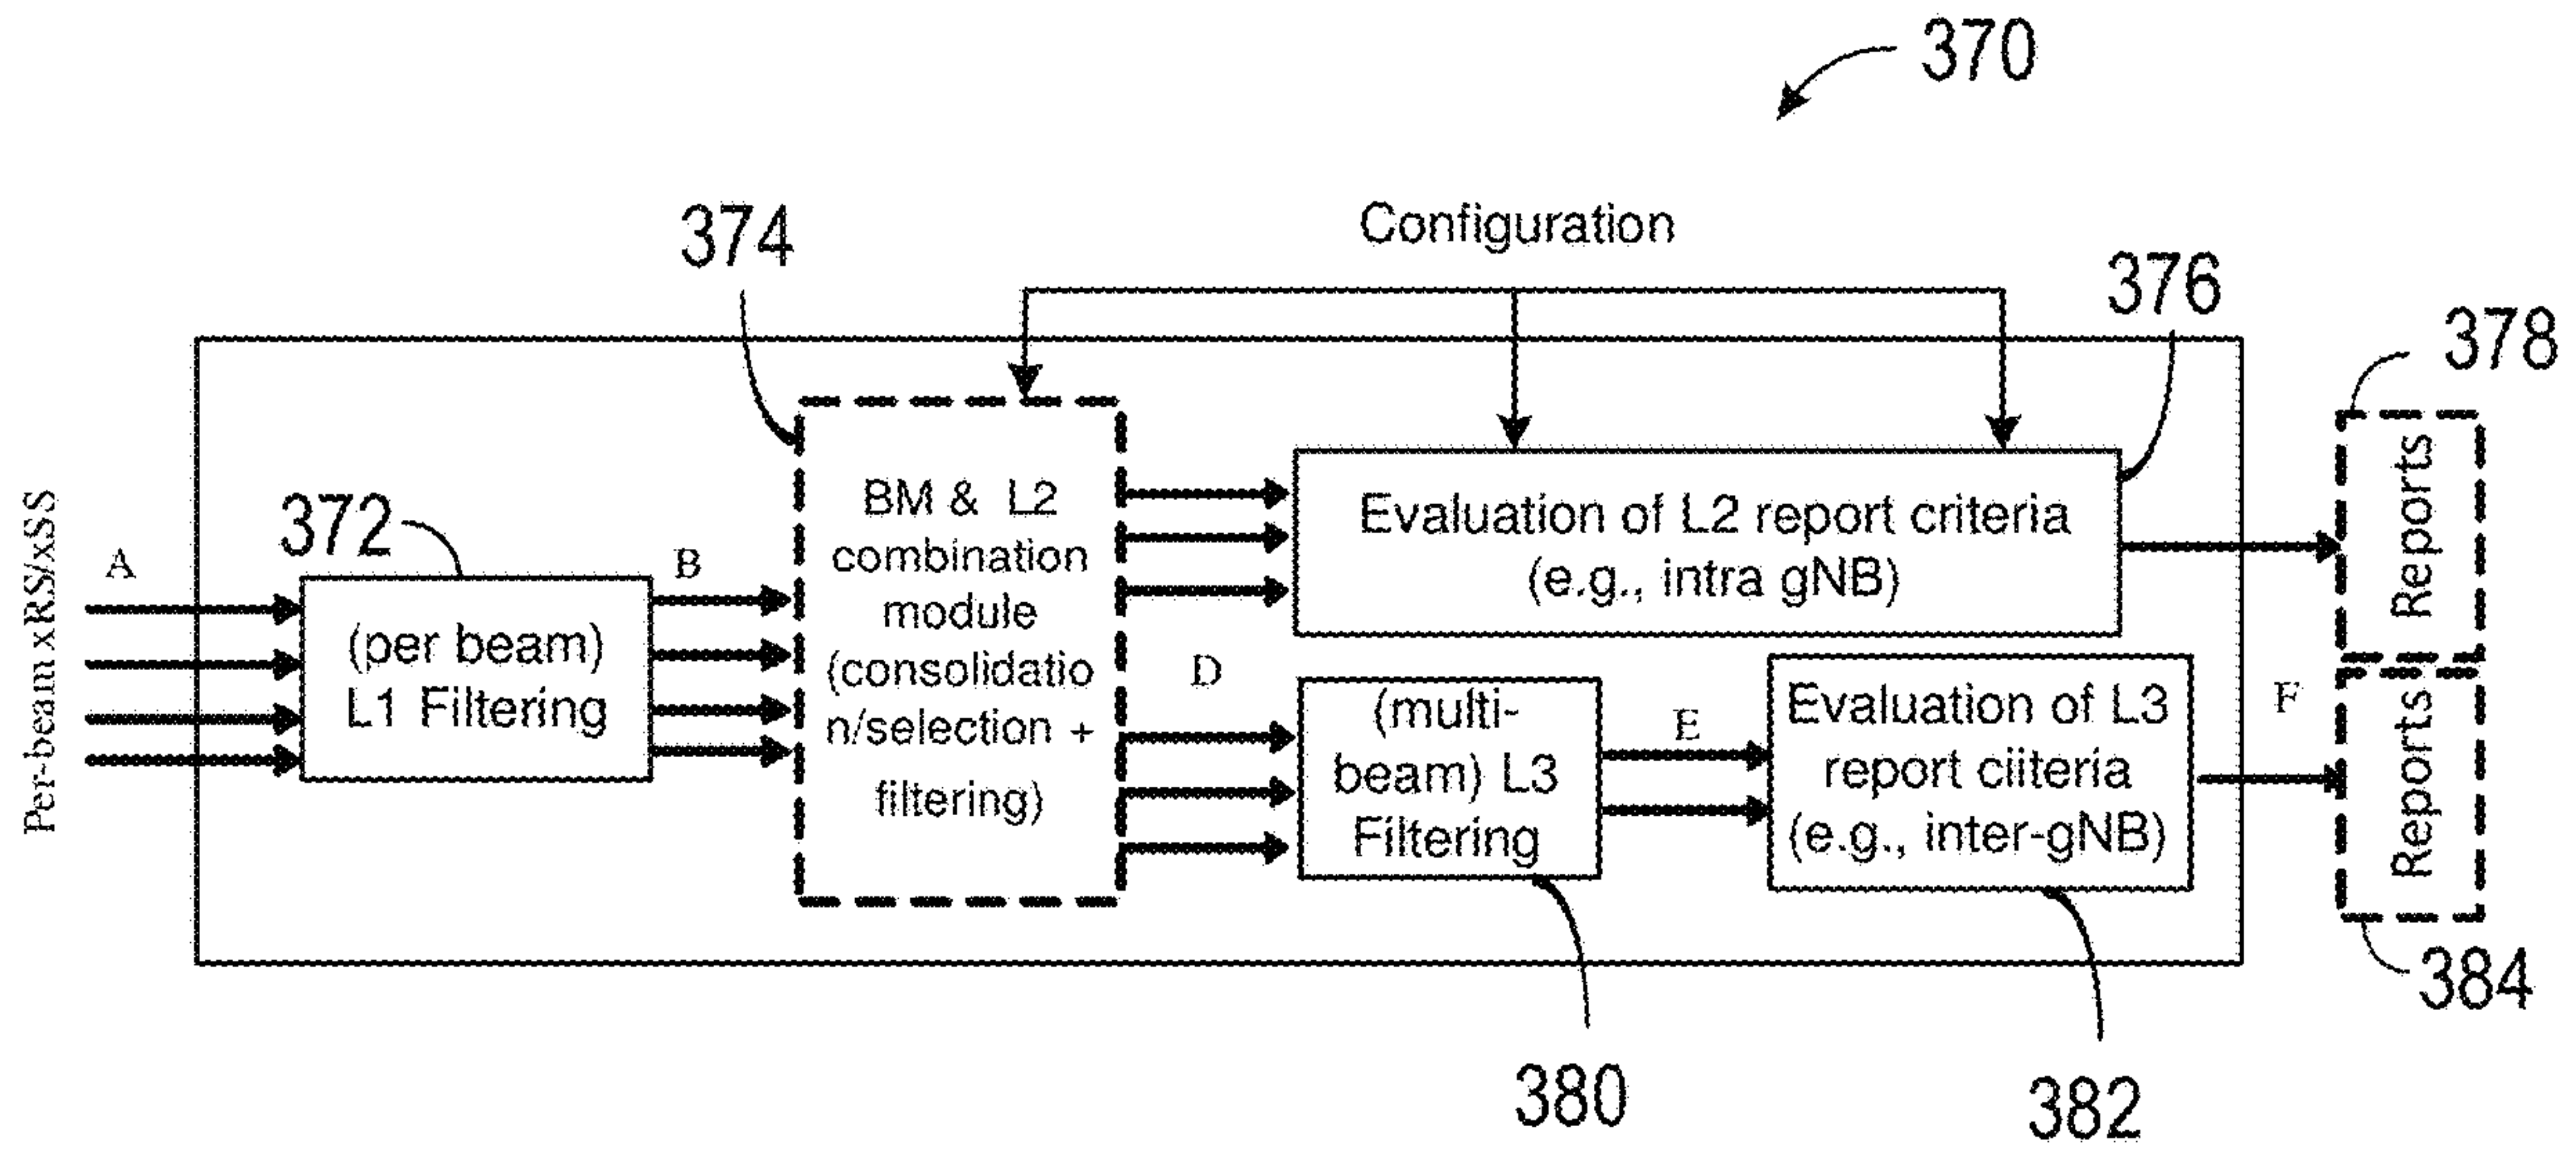 370
374
Configuration
376
378
Per-beam xRS/xSS
A
372
B
(per beam)
L1 Filtering
BM & L2
combination
module
(consolidatio
n/selection +
filtering)
Evaluation of L2 report criteria
(e.g., intra gNB)
Reports
D
(multi-
beam) L3
Filtering
E
Evaluation of L3
report ciiteria
(e.g., inter-gNB)
F
Reports
384
380
382